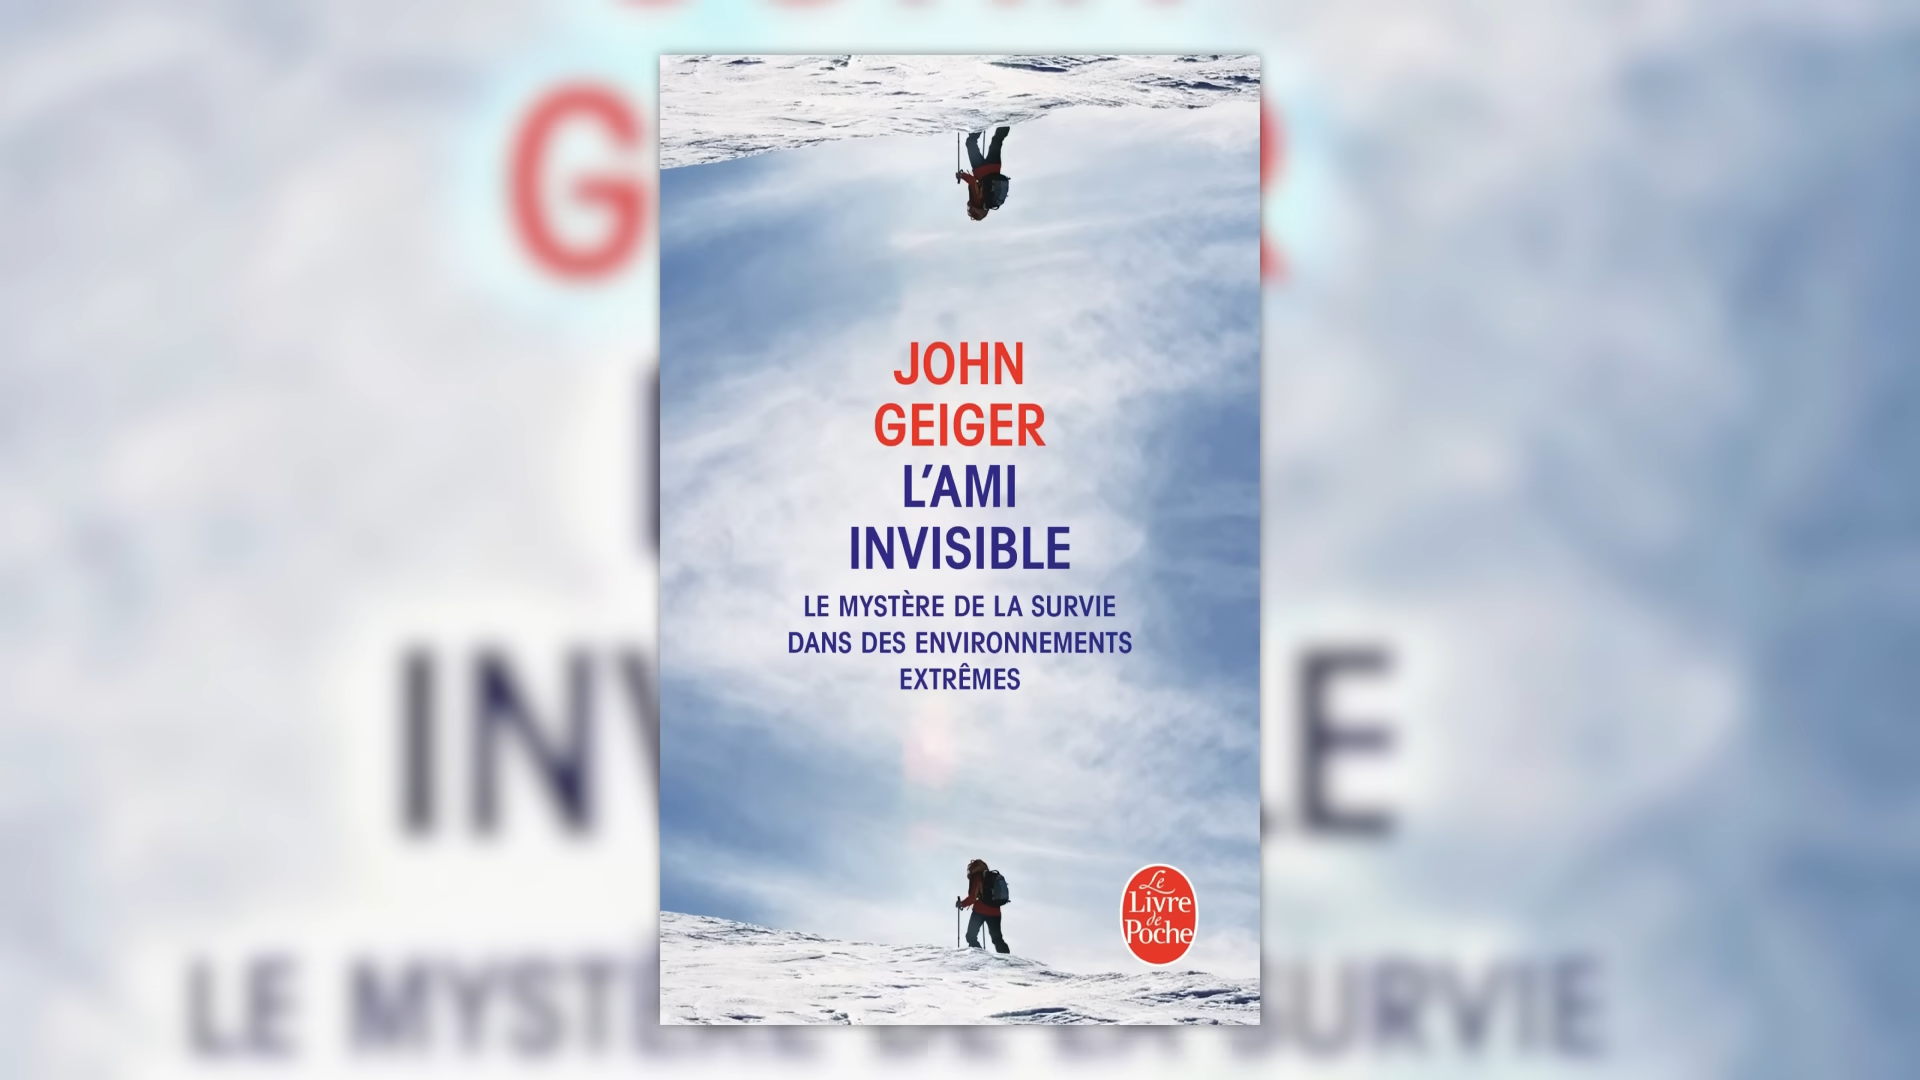 JOHN
GEIGER
L'AMI
INVISIBLE
LE MYSTÈRE DE LA SURVIE
DANS DES ENVIRONNEMENTS
EXTRÊMES
Le
Livre
de
Poche